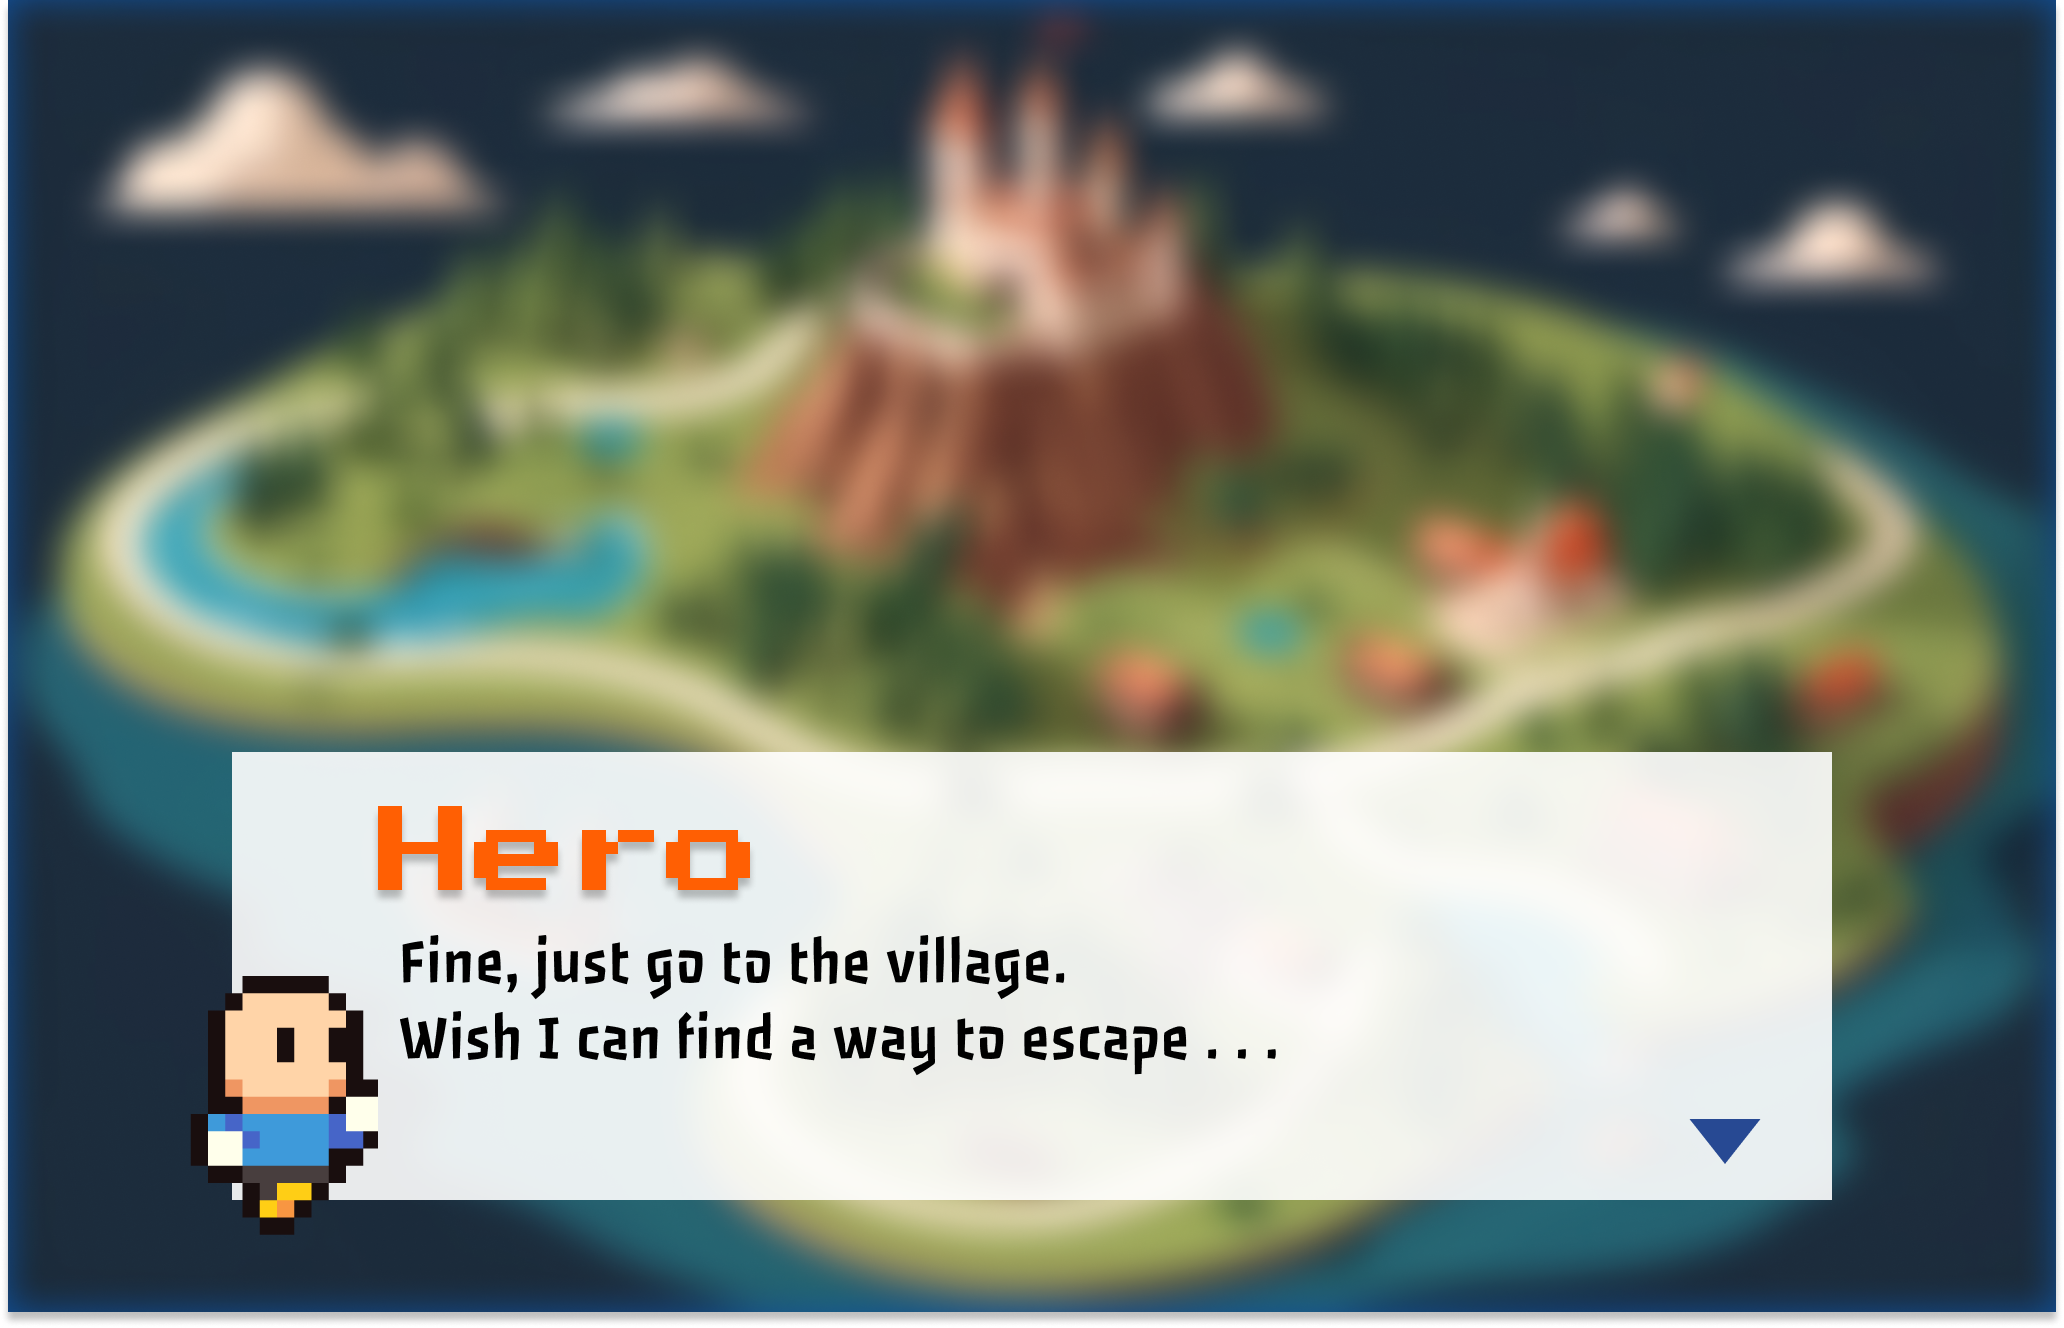 Hero
Fine, just go to the village.
Wish I can find a way to escape . . .